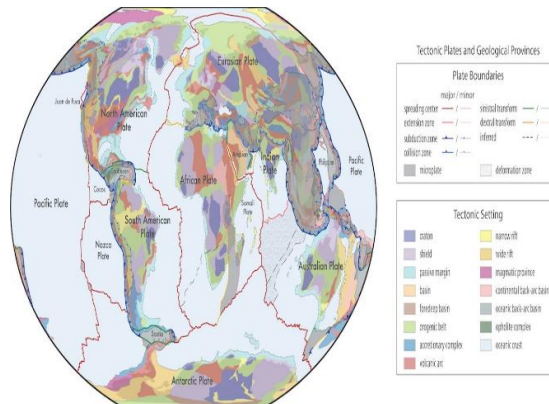 Juan de Fuca
North American
Plate
Eurasian Plate
Caribbean
Cocos
Pacific Plate
Nazca
Plate
South American
Plate
African Plate
Arabian
Indian
Plate
Somali
Plate
Philippine
Pacific
Plate
Australian Plate
Scotia
Antarctic Plate
Tectonic Plates and Geological Provinces
Plate Boundaries
major / minor
spreading center
extension zone
subduction zone
collision zone
sinistral transform
dextral transform
inferred
microplate
deformation zone
Tectonic Setting
craton
shield
passive margin
basin
foredeep basin
orogenic belt
accretionary complex
volcanic arc
narrow rift
wide rift
magmatic province
continental back-arc basin
oceanic back-arc basin
ophiolite complex
oceanic crust